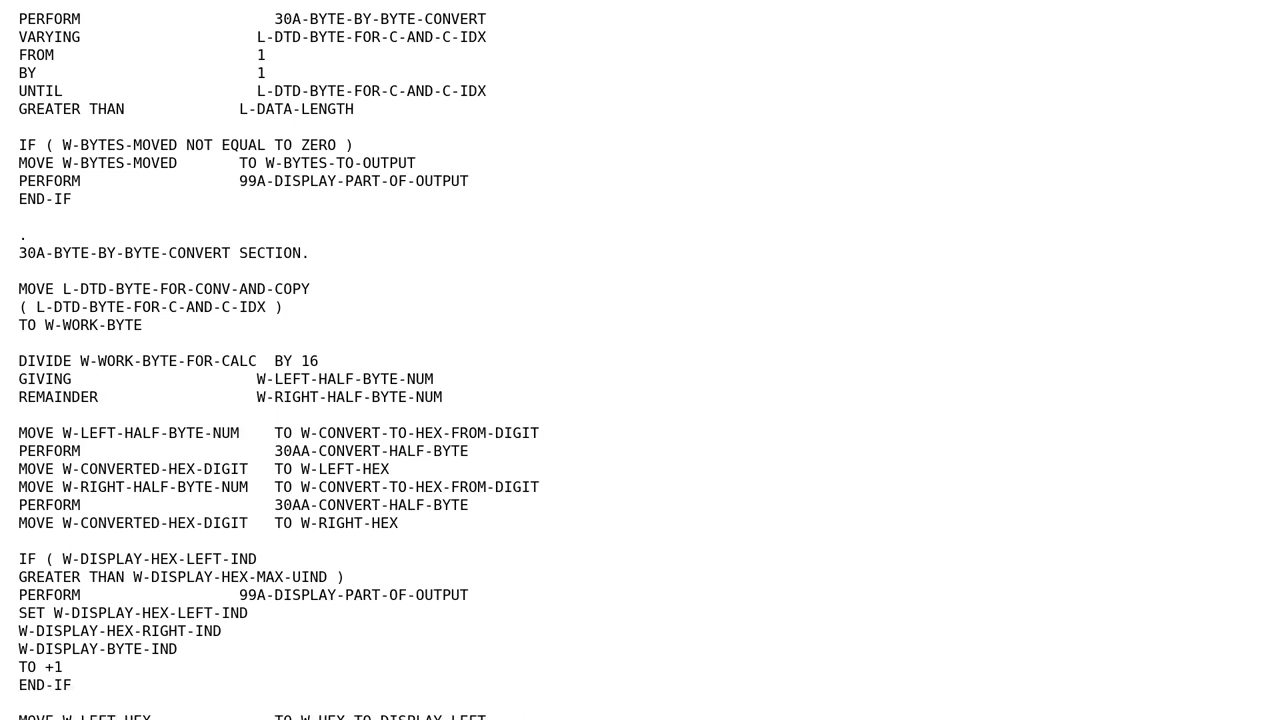 PERFORM                      30A-BYTE-BY-BYTE-CONVERT
VARYING                    L-DTD-BYTE-FOR-C-AND-C-IDX
FROM                       1
BY                         1
UNTIL                      L-DTD-BYTE-FOR-C-AND-C-IDX
GREATER THAN             L-DATA-LENGTH

IF ( W-BYTES-MOVED NOT EQUAL TO ZERO )
MOVE W-BYTES-MOVED       TO W-BYTES-TO-OUTPUT
PERFORM                  99A-DISPLAY-PART-OF-OUTPUT
END-IF

.
30A-BYTE-BY-BYTE-CONVERT SECTION.

MOVE L-DTD-BYTE-FOR-CONV-AND-COPY
( L-DTD-BYTE-FOR-C-AND-C-IDX )
TO W-WORK-BYTE

DIVIDE W-WORK-BYTE-FOR-CALC  BY 16
GIVING                     W-LEFT-HALF-BYTE-NUM
REMAINDER                  W-RIGHT-HALF-BYTE-NUM

MOVE W-LEFT-HALF-BYTE-NUM    TO W-CONVERT-TO-HEX-FROM-DIGIT
PERFORM                      30AA-CONVERT-HALF-BYTE
MOVE W-CONVERTED-HEX-DIGIT   TO W-LEFT-HEX
MOVE W-RIGHT-HALF-BYTE-NUM   TO W-CONVERT-TO-HEX-FROM-DIGIT
PERFORM                      30AA-CONVERT-HALF-BYTE
MOVE W-CONVERTED-HEX-DIGIT   TO W-RIGHT-HEX

IF ( W-DISPLAY-HEX-LEFT-IND
GREATER THAN W-DISPLAY-HEX-MAX-UIND )
PERFORM                  99A-DISPLAY-PART-OF-OUTPUT
SET W-DISPLAY-HEX-LEFT-IND
W-DISPLAY-HEX-RIGHT-IND
W-DISPLAY-BYTE-IND
TO +1
END-IF

MOVE W-LEFT-HEX              TO W-HEX-TO-DISPLAY-LEFT